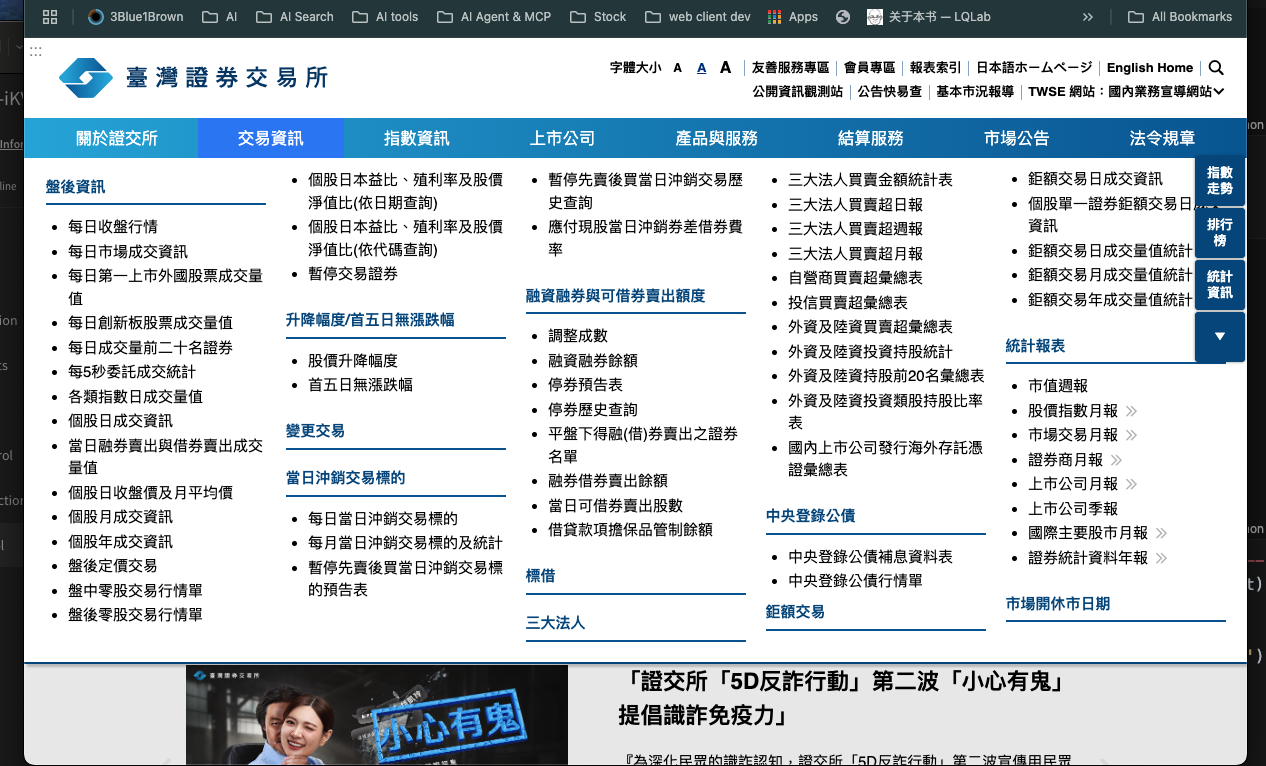 3Blue1Brown
AI
AI Search
AI tools
AI Agent & MCP
Stock
web client dev
Apps
关于本书 — LQLab
All Bookmarks
臺灣證券交易所
字體大小 A A A
友善服務專區
會員專區
報表索引
日本語ホームページ
English Home
公開資訊觀測站
公告快易查
基本市況報導
TWSE 網站：國內業務宣導網站
關於證交所
交易資訊
指數資訊
上市公司
產品與服務
結算服務
市場公告
法令規章
盤後資訊
每日收盤行情
每日市場成交資訊
每日第一上市外國股票成交量
值
每日創新板股票成交量值
每日成交量前二十名證券
每5秒委託成交統計
各類指數日成交量值
個股日成交資訊
當日融券賣出與借券賣出成交
量值
個股日收盤價及月平均價
個股月成交資訊
個股年成交資訊
盤後定價交易
盤中零股交易行情單
盤後零股交易行情單
個股日本益比、殖利率及股價
淨值比(依日期查詢)
個股日本益比、殖利率及股價
淨值比(依代碼查詢)
暫停交易證券
升降幅度/首五日無漲跌幅
股價升降幅度
首五日無漲跌幅
變更交易
當日沖銷交易標的
每日當日沖銷交易標的
每月當日沖銷交易標的及統計
暫停先賣後買當日沖銷交易標
的預告表
暫停先賣後買當日沖銷交易歷
史查詢
應付現股當日沖銷券差借券費
率
融資融券與可借券賣出額度
調整成數
融資融券餘額
停券預告表
停券歷史查詢
平盤下得融(借)券賣出之證券
名單
融券借券賣出餘額
當日可借券賣出股數
借貸款項擔保品管制餘額
標借
三大法人
三大法人買賣金額統計表
三大法人買賣超日報
三大法人買賣超週報
三大法人買賣超月報
自營商買賣超彙總表
投信買賣超彙總表
外資及陸資買賣超彙總表
外資及陸資投資持股統計
外資及陸資持股前20名彙總表
外資及陸資投資類股持股比率
表
國內上市公司發行海外存託憑
證彙總表
中央登錄公債
中央登錄公債補息資料表
中央登錄公債行情單
鉅額交易
鉅額交易日成交資訊
個股單一證券鉅額交易日
資訊
鉅額交易日成交量值統計
鉅額交易月成交量值統計
鉅額交易年成交量值統計
統計報表
市值週報
股價指數月報
市場交易月報
證券商月報
上市公司月報
上市公司季報
國際主要股市月報
證券統計資料年報
市場開休市日期
指數
走勢
排行
榜
統計
資訊
臺灣證券交易所
小心有鬼
「證交所「5D反詐行動」第二波「小心有鬼」
提倡識詐免疫力」
『為深化民眾的識詐認知，證交所「5D反詐行動」第二波宣傳用民眾